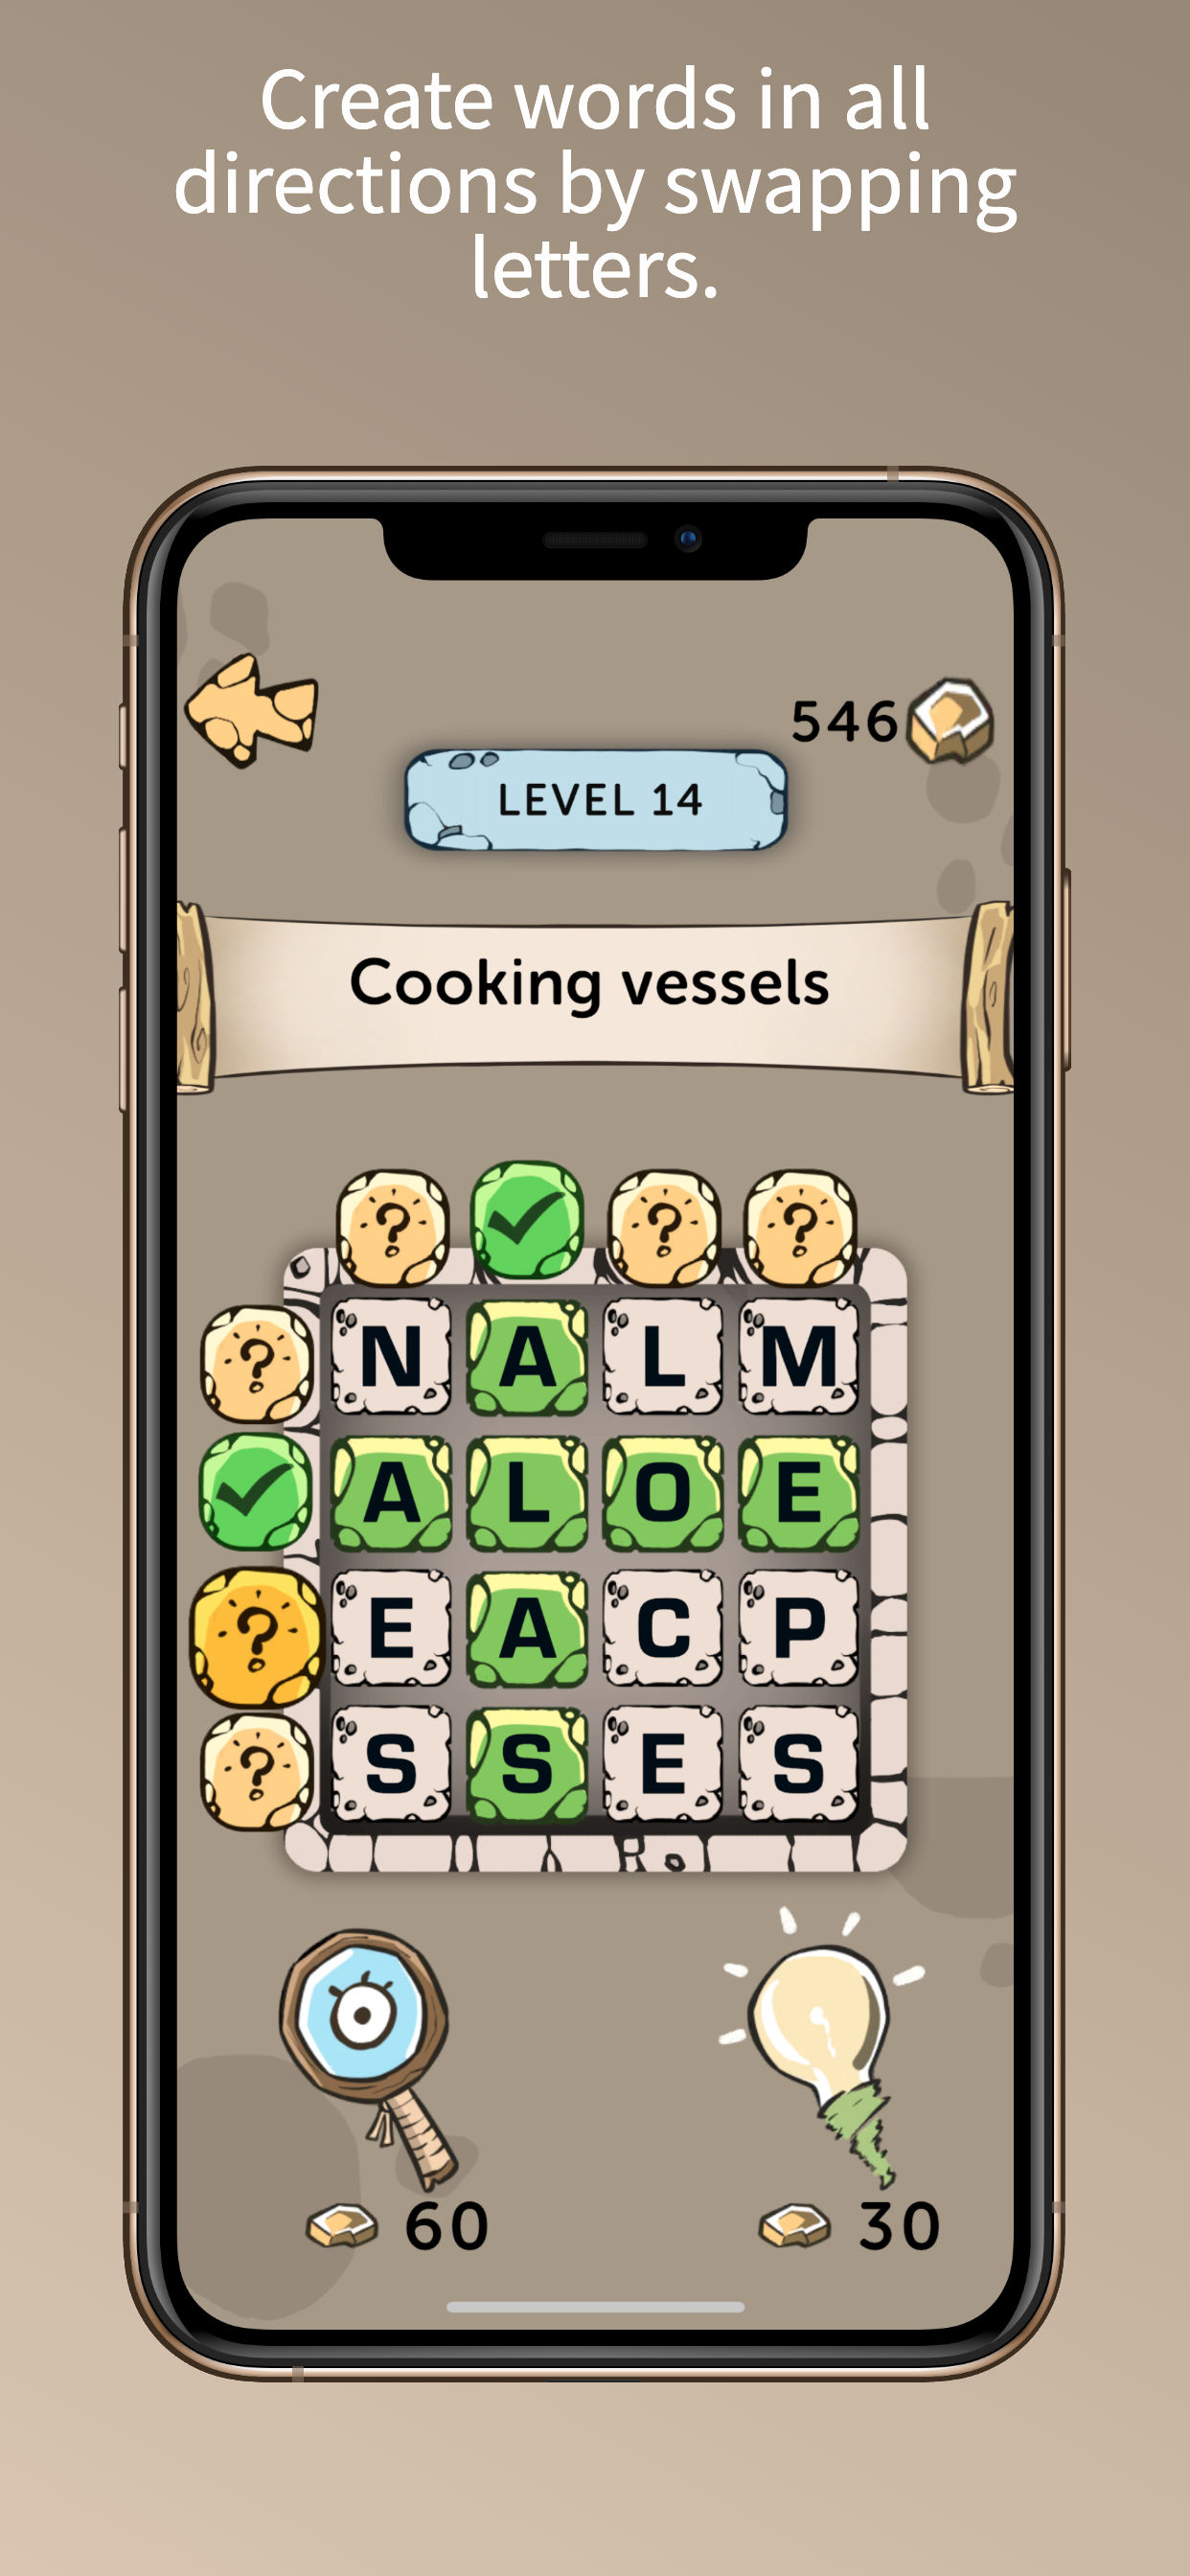 Create words in all
directions by swapping
letters.
546
LEVEL 14
Cooking vessels
? ? ?
? N A L M
A L O E
? E A C P
? S S E S
60 30